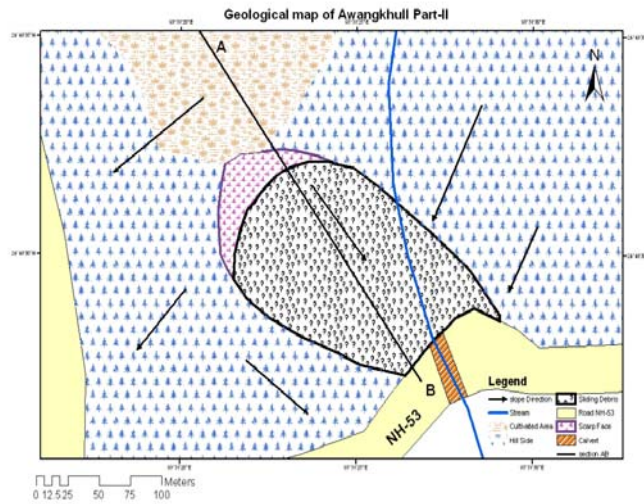 Geological map of Awangkhull Part-II
A
N
B
NH-53
Legend
slope Direction
Stream
Cultivated Area
Hill Side
Sliding Debris
Road NH-53
Scarp Face
Calvert
section AB
Meters
0 12.5 25 50 75 100